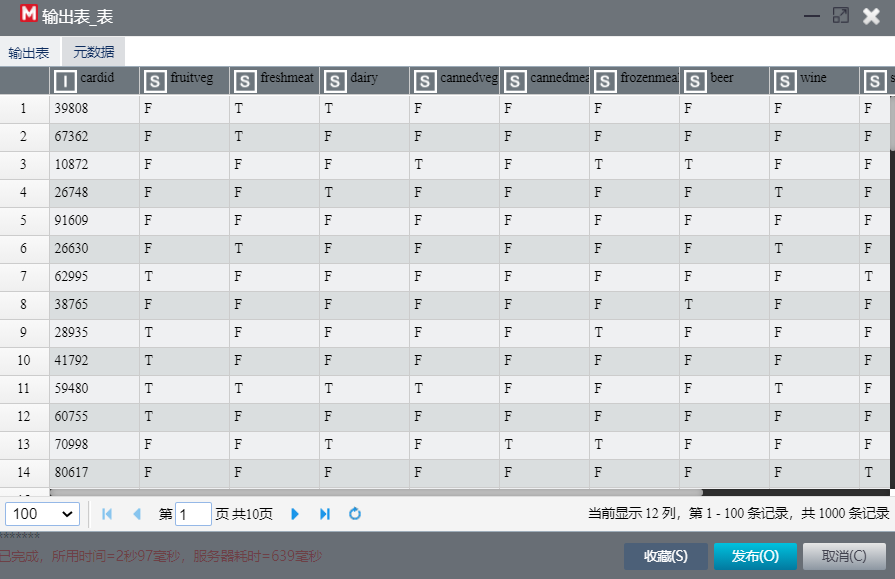 M 输出表_表
输出表 元数据
I cardid S fruitveg S freshmeat S dairy S cannedveg S cannedmea S frozenmeal S beer S wine S s
1 39808 F T T F F F F F F
2 67362 F T F F F F F F F
3 10872 F F F T F T T F F
4 26748 F F T F F F F T F
5 91609 F F F F F F F F F
6 26630 F T F F F F F T F
7 62995 T F F F F F F F T
8 38765 F F F F F F T F F
9 28935 T F F F F T F F F
10 41792 T F F F F F F F F
11 59480 T T T T F F F T F
12 60755 T F F F F F F F F
13 70998 F F T F T T F F F
14 80617 F F F F F F F F T
100 第 1 页 共10页 当前显示 12 列，第 1 - 100 条记录，共 1000 条记录
*******
已完成，所用时间=2秒97毫秒，服务器耗时=639毫秒
收藏(S) 发布(O) 取消(C)